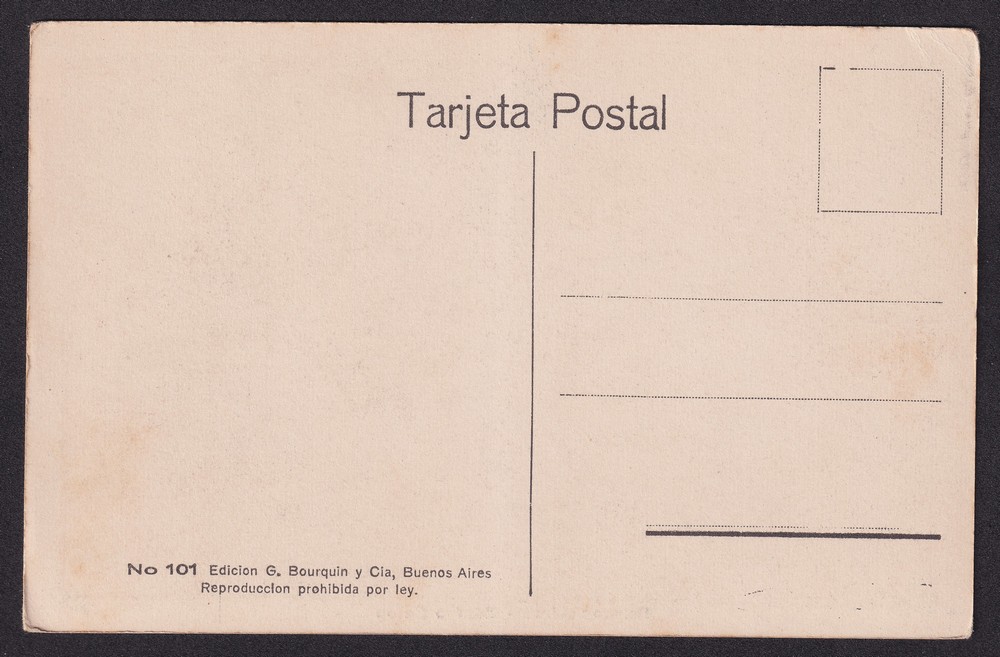 Tarjeta Postal
No 101 Edicion G. Bourquin y Cia, Buenos Aires
Reproduccion prohibida por ley.